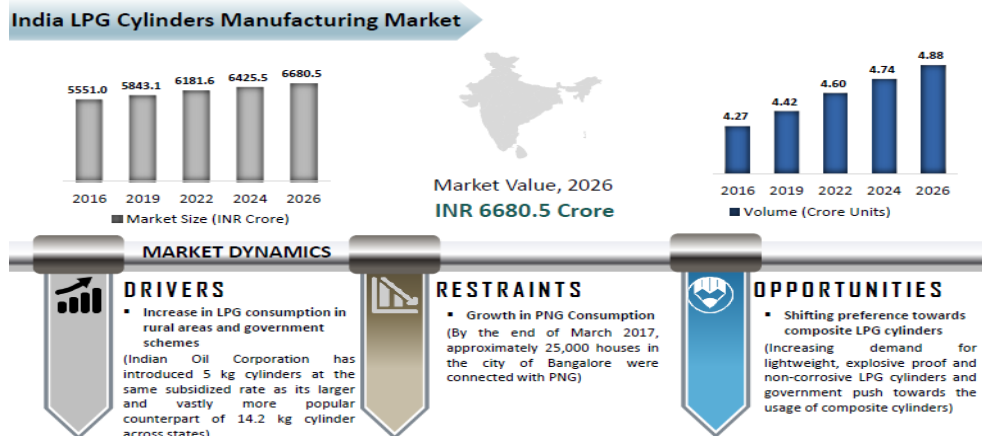 India LPG Cylinders Manufacturing Market
5551.0 5843.1 6181.6 6425.5 6680.5
2016 2019 2022 2024 2026
Market Size (INR Crore)
Market Value, 2026
INR 6680.5 Crore
4.27 4.42 4.60 4.74 4.88
2016 2019 2022 2024 2026
Volume (Crore Units)
MARKET DYNAMICS
DRIVERS
▪ Increase in LPG consumption in
rural areas and government
schemes
(Indian Oil Corporation has
introduced 5 kg cylinders at the
same subsidized rate as its larger
and vastly more popular
counterpart of 14.2 kg cylinder
across states)
RESTRAINTS
▪ Growth in PNG Consumption
(By the end of March 2017,
approximately 25,000 houses in
the city of Bangalore were
connected with PNG)
OPPORTUNITIES
▪ Shifting preference towards
composite LPG cylinders
(Increasing demand for
lightweight, explosive proof and
non-corrosive LPG cylinders and
government push towards the
usage of composite cylinders)